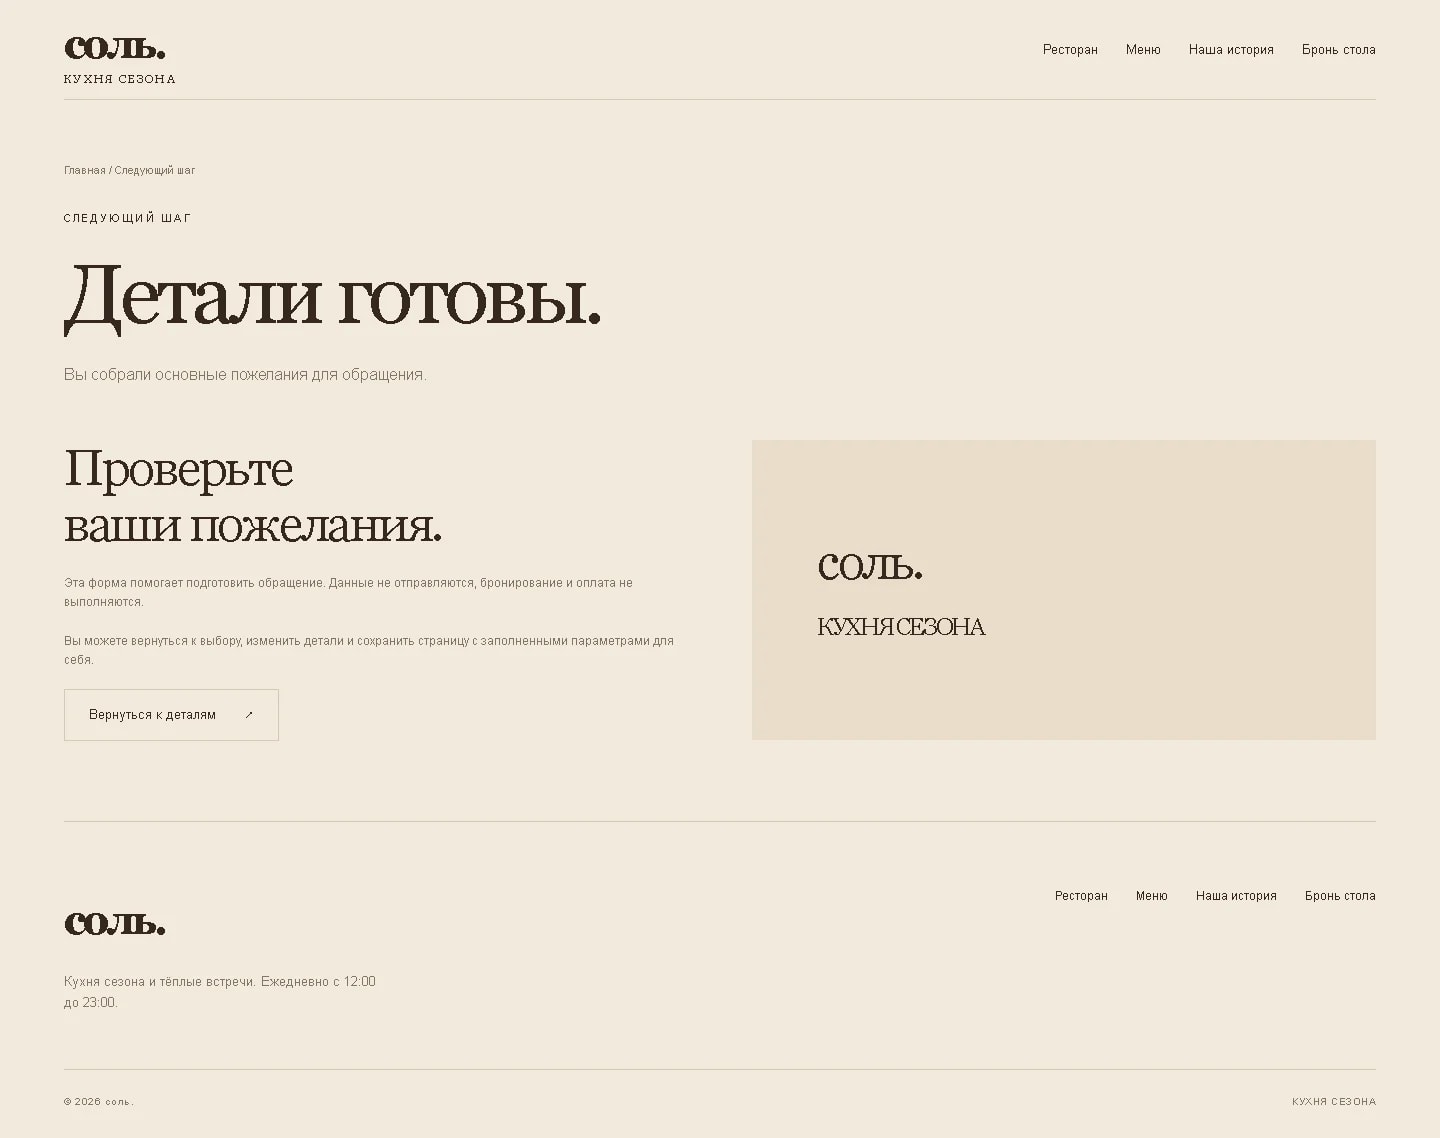 соль.
КУХНЯ СЕЗОНА
Ресторан Меню Наша история Бронь стола
Главная / Следующий шаг
СЛЕДУЮЩИЙ ШАГ
Детали готовы.
Вы собрали основные пожелания для обращения.
Проверьте
ваши пожелания.
Эта форма помогает подготовить обращение. Данные не отправляются, бронирование и оплата не
выполняются.
Вы можете вернуться к выбору, изменить детали и сохранить страницу с заполненными параметрами для
себя.
Вернуться к деталям ↗
соль.
КУХНЯ СЕЗОНА
соль.
Ресторан Меню Наша история Бронь стола
Кухня сезона и тёплые встречи. Ежедневно с 12:00
до 23:00.
© 2026 соль.
КУХНЯ СЕЗОНА